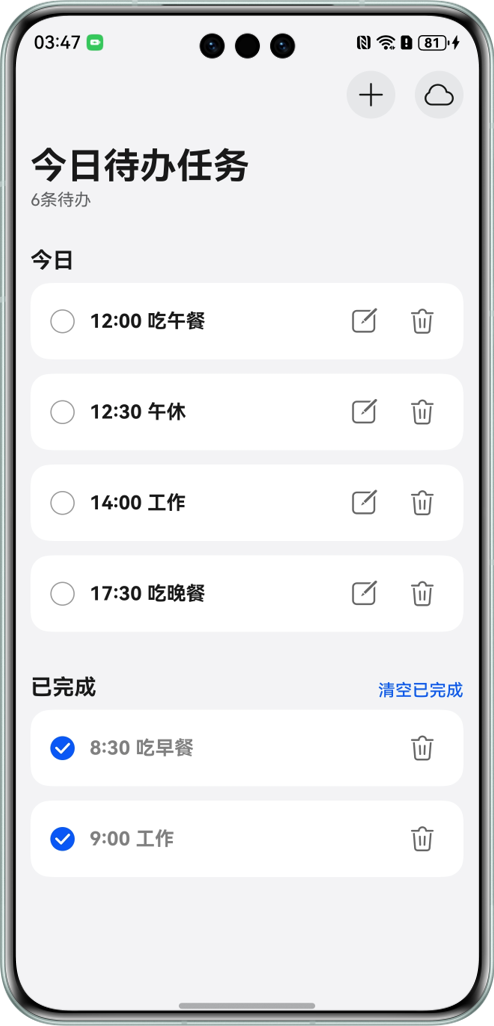 03:47
81
今日待办任务
6条待办
今日
12:00 吃午餐
12:30 午休
14:00 工作
17:30 吃晚餐
已完成
清空已完成
8:30 吃早餐
9:00 工作